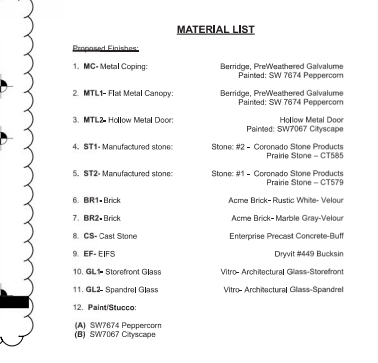 MATERIAL LIST
Proposed Finishes:
1. MC- Metal Coping: Berridge, PreWeathered Galvalume
Painted: SW 7674 Peppercorn
2. MTL1- Flat Metal Canopy: Berridge, PreWeathered Galvalume
Painted: SW 7674 Peppercorn
3. MTL2- Hollow Metal Door: Hollow Metal Door
Painted: SW7067 Cityscape
4. ST1- Manufactured stone: Stone: #2 - Coronado Stone Products
Prairie Stone – CT585
5. ST2- Manufactured stone: Stone: #1 - Coronado Stone Products
Prairie Stone – CT579
6. BR1- Brick Acme Brick- Rustic White- Velour
7. BR2- Brick Acme Brick- Marble Gray-Velour
8. CS- Cast Stone Enterprise Precast Concrete-Buff
9. EF- EIFS Dryvit #449 Bucksin
10. GL1- Storefront Glass Vitro- Architectural Glass-Storefront
11. GL2- Spandrel Glass Vitro- Architectural Glass-Spandrel
12. Paint/Stucco:
(A) SW7674 Peppercorn
(B) SW7067 Cityscape